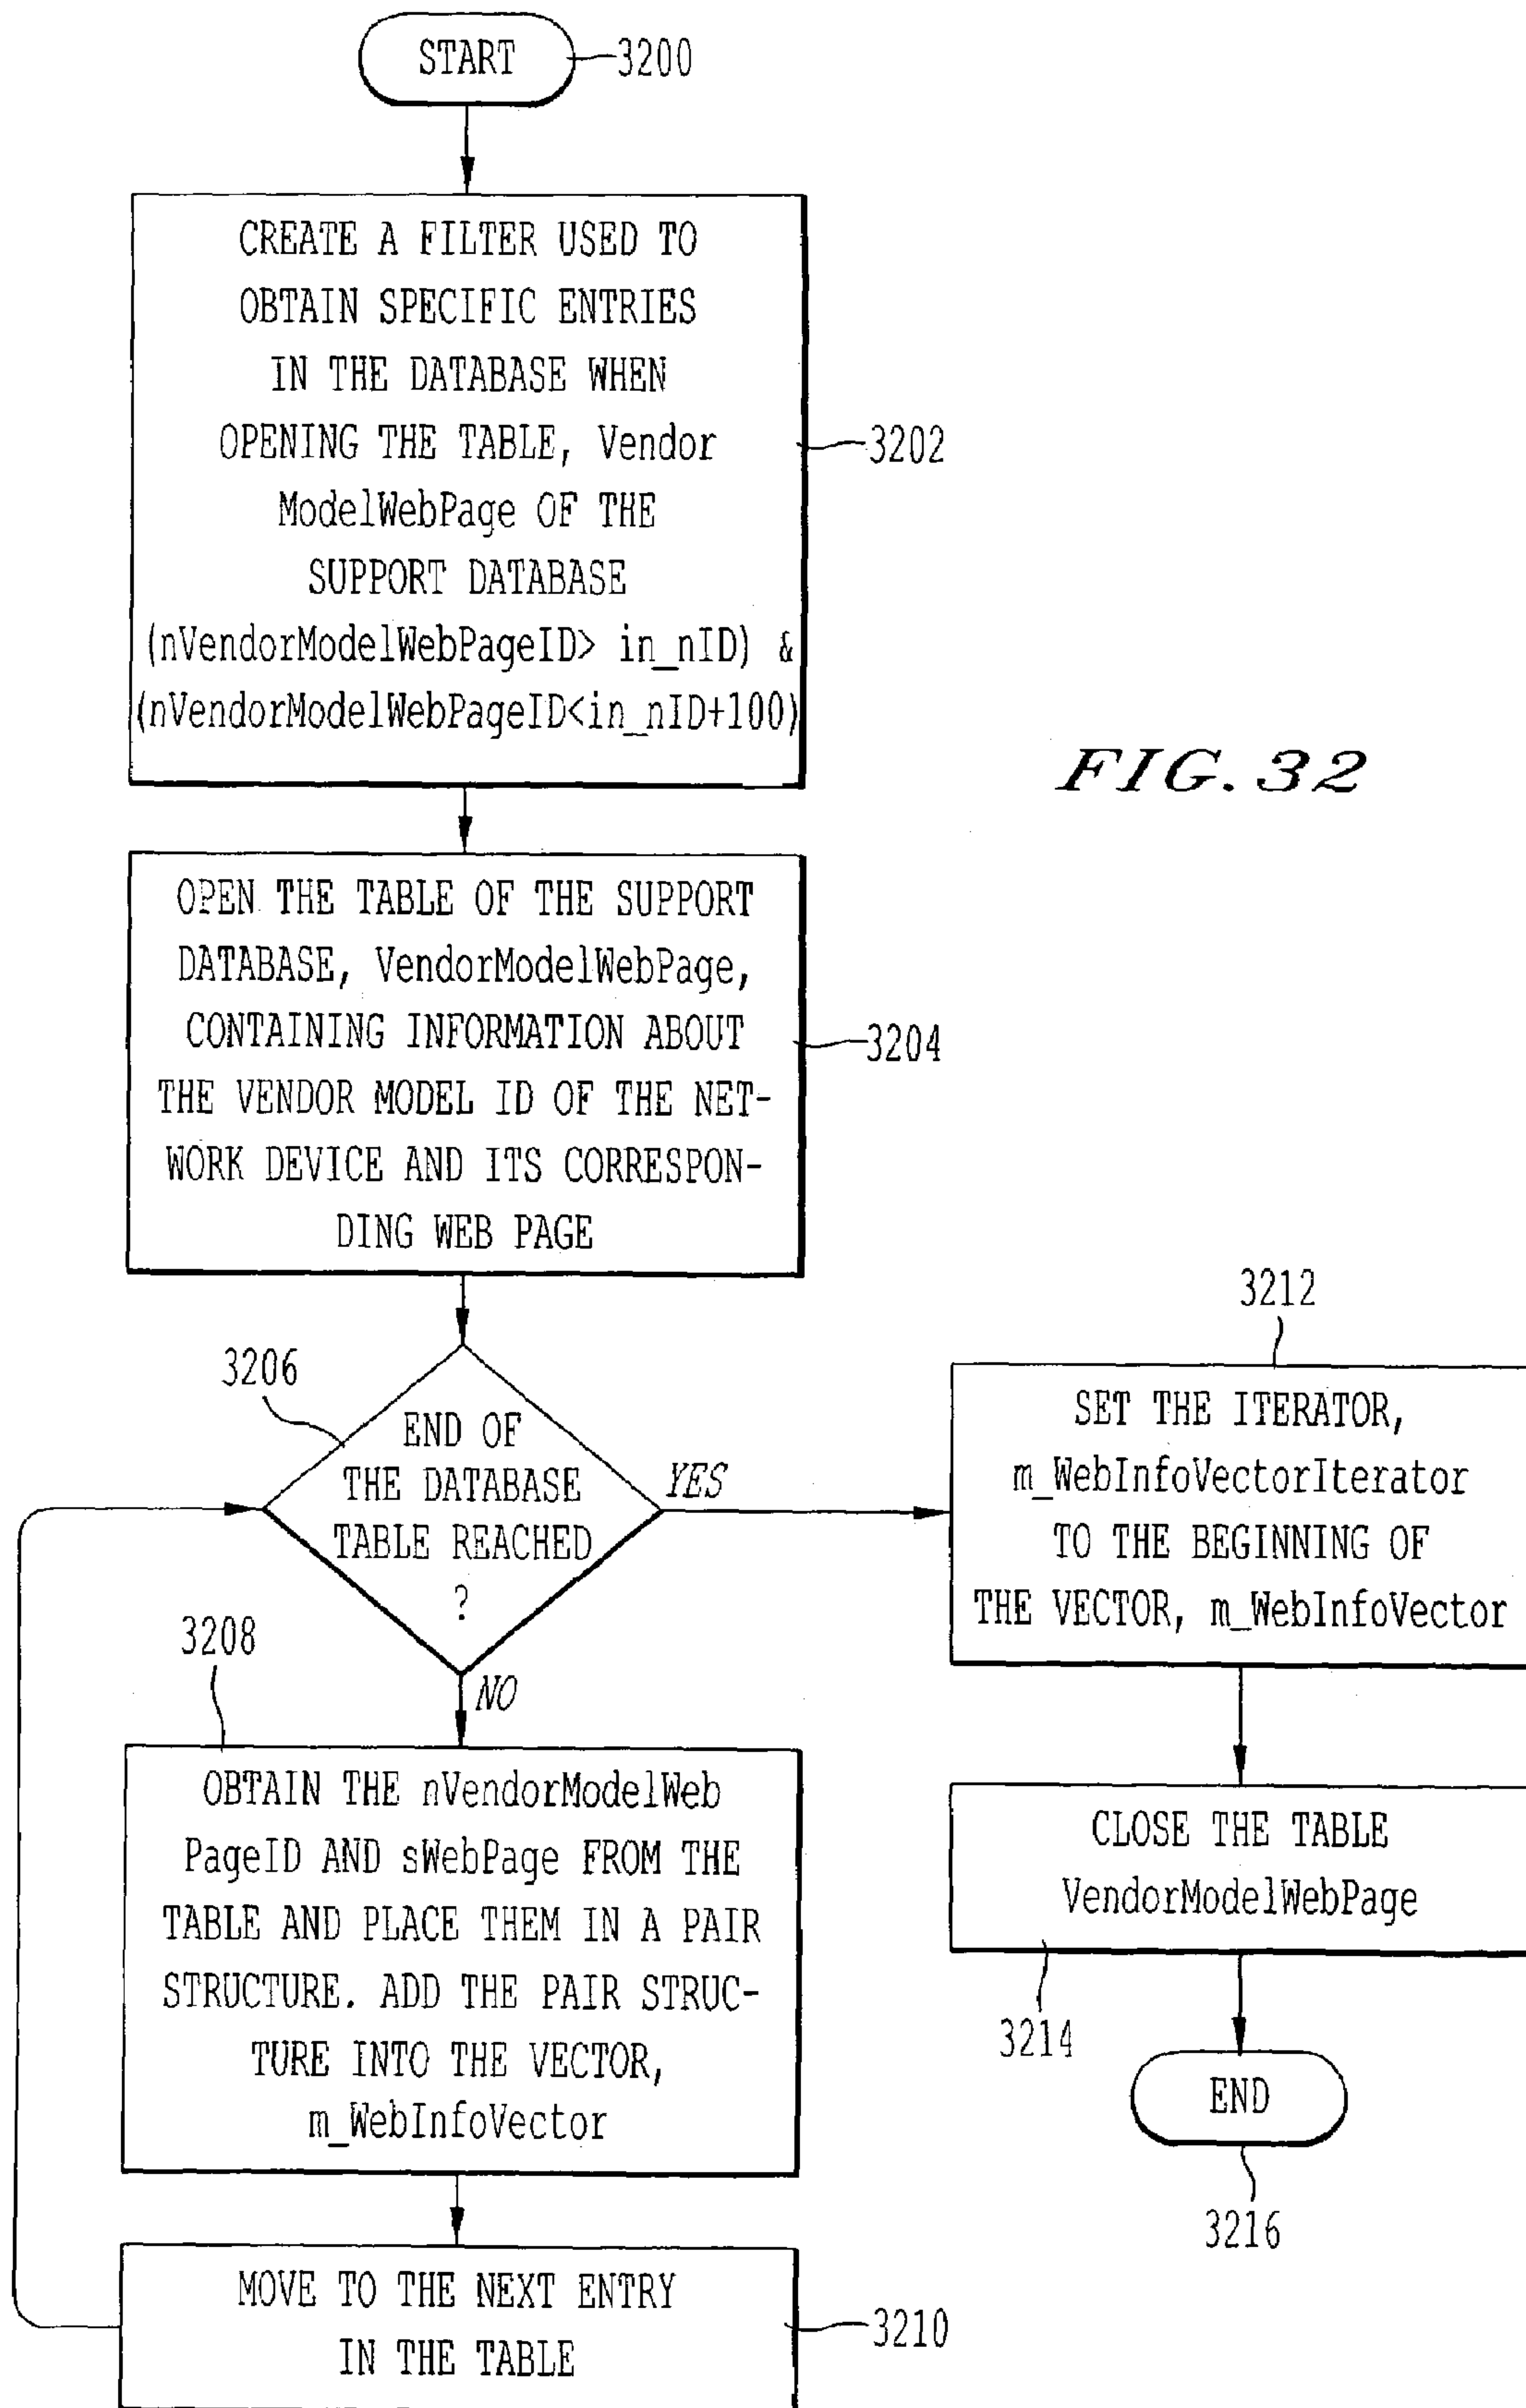 START
3200
CREATE A FILTER USED TO
OBTAIN SPECIFIC ENTRIES
IN THE DATABASE WHEN
OPENING THE TABLE, Vendor
ModelWebPage OF THE
SUPPORT DATABASE
(nVendorModelWebPageID> in_nID) &
(nVendorModelWebPageID<in_nID+100)
3202
FIG. 32
OPEN THE TABLE OF THE SUPPORT
DATABASE, VendorModelWebPage,
CONTAINING INFORMATION ABOUT
THE VENDOR MODEL ID OF THE NET-
WORK DEVICE AND ITS CORRESPON-
DING WEB PAGE
3204
3206
END OF
THE DATABASE
TABLE REACHED
?
YES
NO
3208
OBTAIN THE nVendorModelWeb
PageID AND sWebPage FROM THE
TABLE AND PLACE THEM IN A PAIR
STRUCTURE. ADD THE PAIR STRUC-
TURE INTO THE VECTOR,
m_WebInfoVector
MOVE TO THE NEXT ENTRY
IN THE TABLE
3210
3212
SET THE ITERATOR,
m_WebInfoVectorIterator
TO THE BEGINNING OF
THE VECTOR, m_WebInfoVector
CLOSE THE TABLE
VendorModelWebPage
3214
END
3216